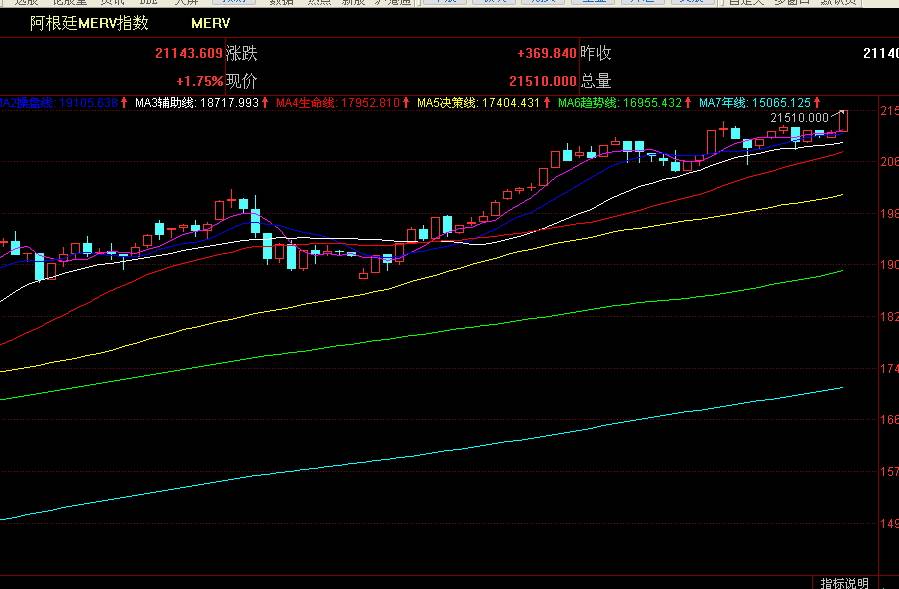 阿根廷MERV指数 MERV
21143.609 涨跌 +369.840 昨收 21140
+1.75% 现价 21510.000 总量
MA2操盘线: 19105.638↑ MA3辅助线: 18717.993↑ MA4生命线: 17952.810↑ MA5决策线: 17404.431↑ MA6趋势线: 16955.432↑ MA7年线: 15065.125↑
21510.000
215
206
198
190
182
174
166
157
149
指标说明